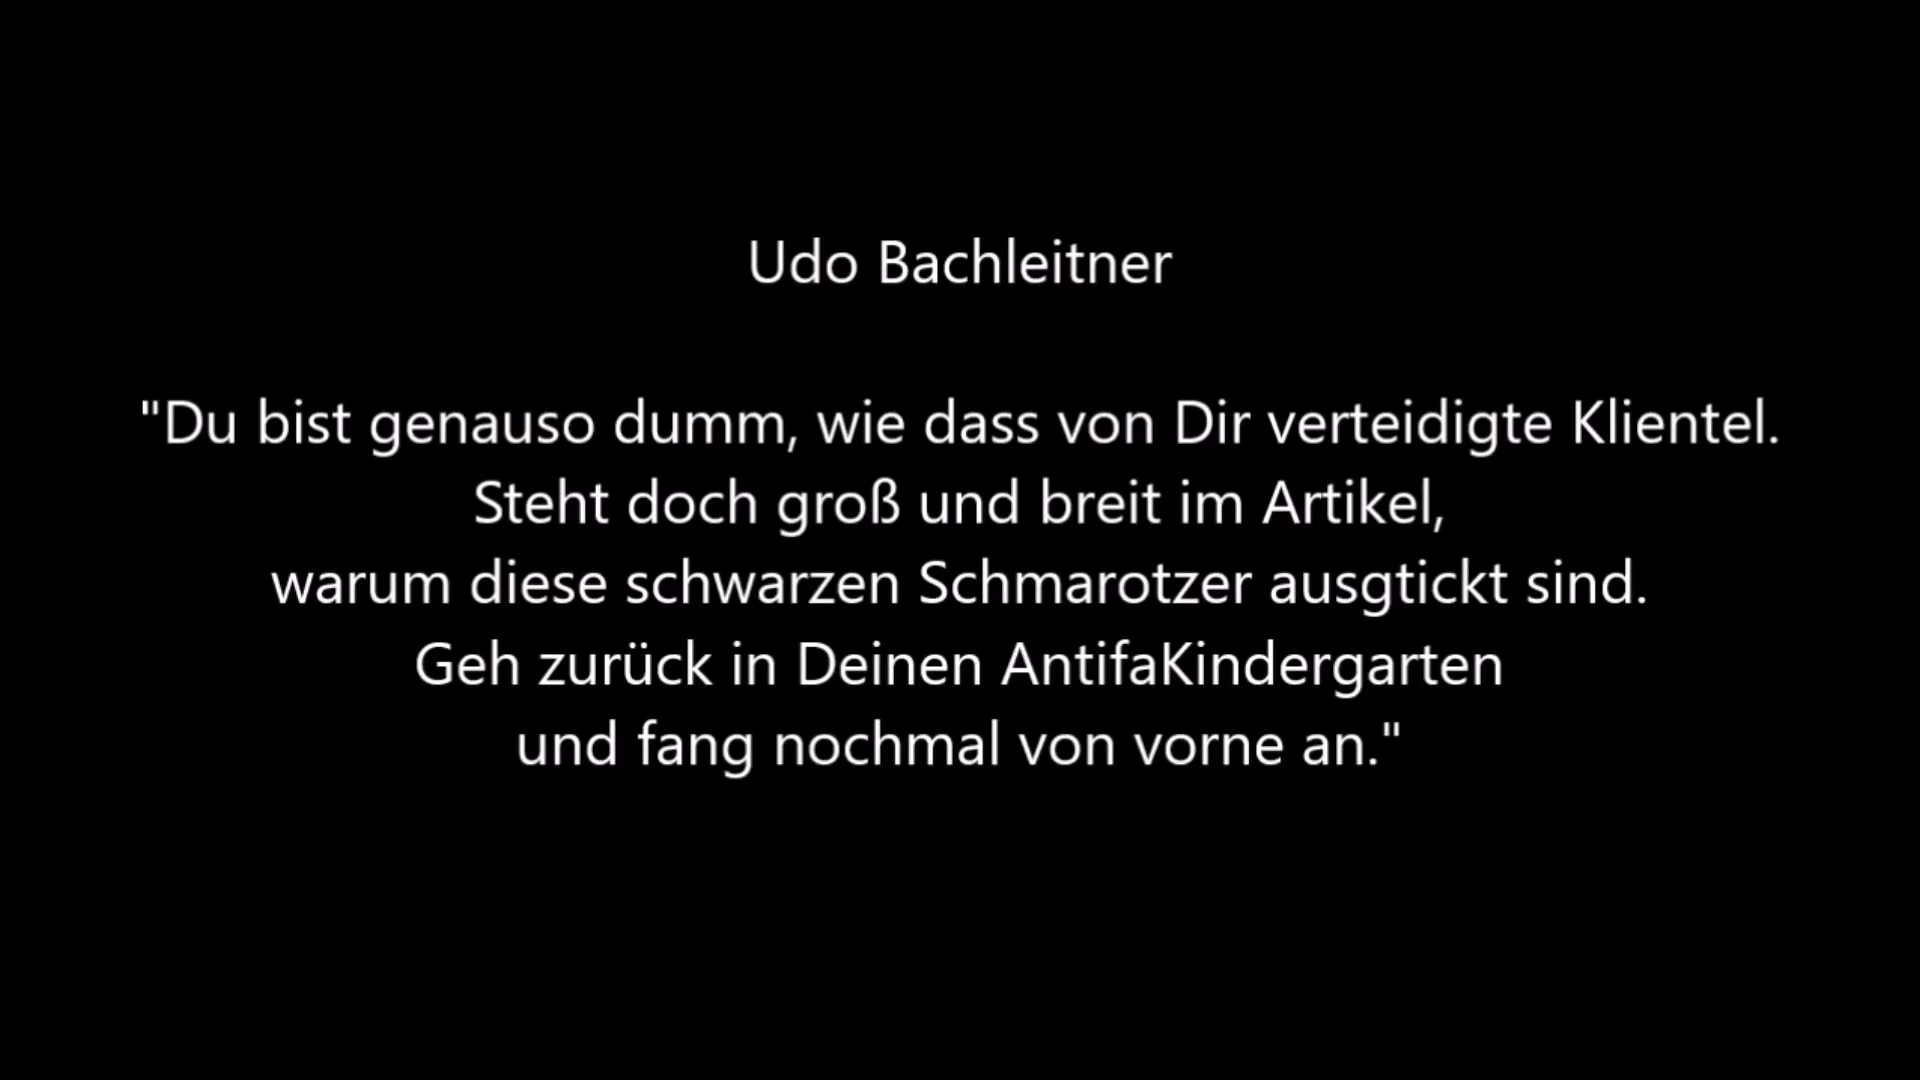 Udo Bachleitner
"Du bist genauso dumm, wie dass von Dir verteidigte Klientel.
Steht doch groß und breit im Artikel,
warum diese schwarzen Schmarotzer ausgtickt sind.
Geh zurück in Deinen AntifaKindergarten
und fang nochmal von vorne an."